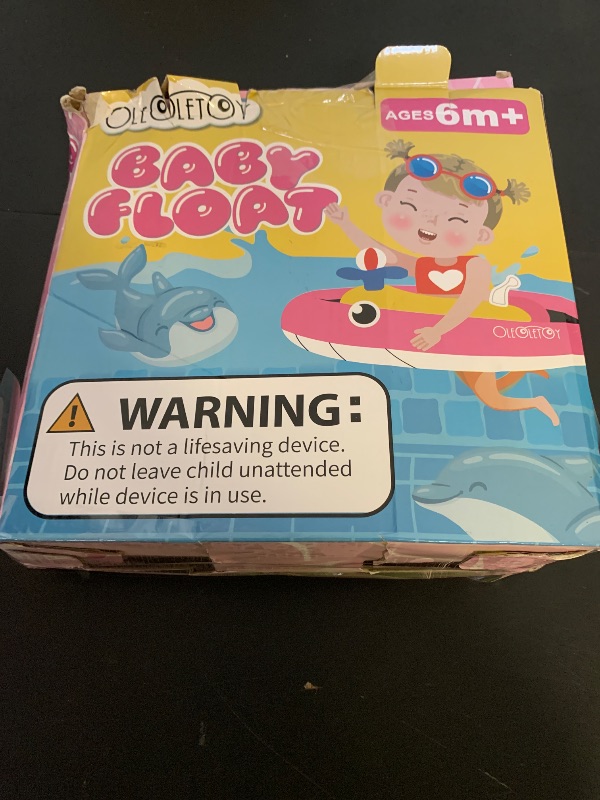 OLEOLETOY
AGES 6m+
BABY
FLOAT
OLEOLETOY
WARNING:
This is not a lifesaving device.
Do not leave child unattended
while device is in use.